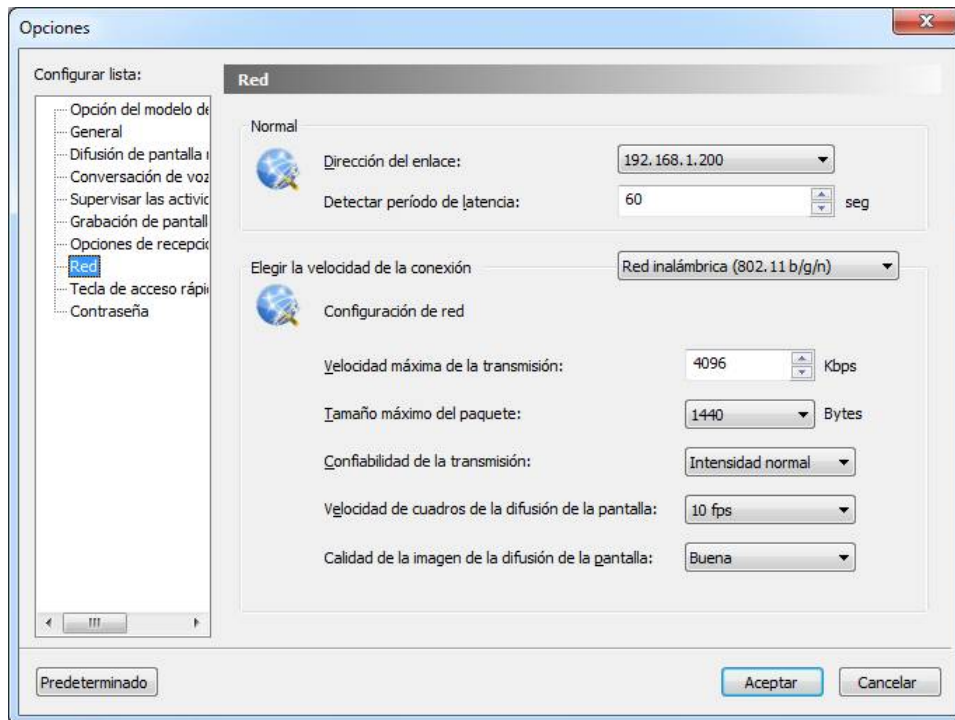 Opciones
Configurar lista:
Opción del modelo de
General
Difusión de pantalla
Conversación de voz
Supervisar las activid
Grabación de pantall
Opciones de recepció
Red
Tecla de acceso rápi
Contraseña
Red
Normal
Dirección del enlace: 192.168.1.200
Detectar período de latencia: 60 seg
Elegir la velocidad de la conexión Red inalámbrica (802.11 b/g/n)
Configuración de red
Velocidad máxima de la transmisión: 4096 Kbps
Tamaño máximo del paquete: 1440 Bytes
Confiabilidad de la transmisión: Intensidad normal
Velocidad de cuadros de la difusión de la pantalla: 10 fps
Calidad de la imagen de la difusión de la pantalla: Buena
Predeterminado Aceptar Cancelar